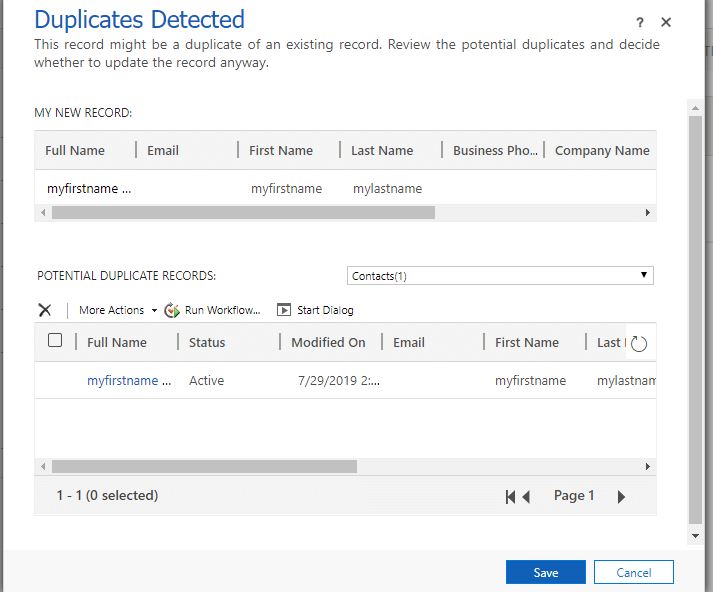 Duplicates Detected
?
This record might be a duplicate of an existing record. Review the potential duplicates and decide
whether to update the record anyway.
MY NEW RECORD:
Full Name Email First Name Last Name Business Pho... Company Name
myfirstname ... myfirstname mylastname
POTENTIAL DUPLICATE RECORDS: Contacts(1)
More Actions Run Workflow... Start Dialog
Full Name Status Modified On Email First Name Last
myfirstname ... Active 7/29/2019 2:... myfirstname mylastnam
1 - 1 (0 selected) Page 1
Save Cancel